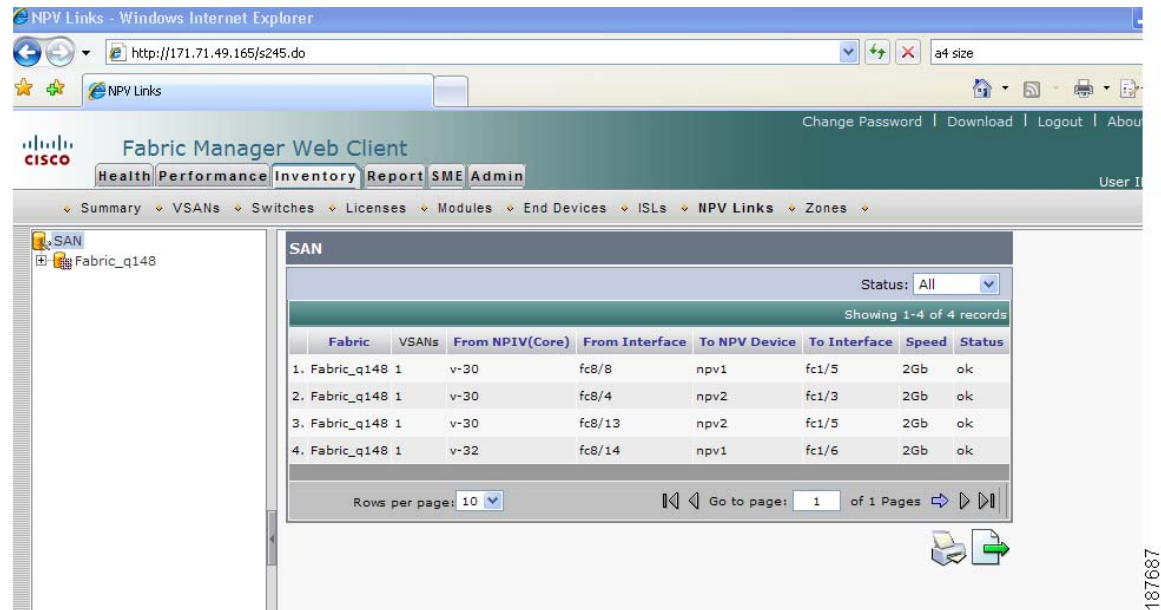 NPV Links - Windows Internet Explorer
http://171.71.49.165/s245.do
a4 size
NPV Links
Change Password | Download | Logout | Abou
CISCO
Fabric Manager Web Client
Health Performance Inventory Report SME Admin
User I
Summary VSANs Switches Licenses Modules End Devices ISLs NPV Links Zones
SAN
Fabric_q148
SAN
Status: All
Showing 1-4 of 4 records
Fabric VSANs From NPIV(Core) From Interface To NPV Device To Interface Speed Status
1. Fabric_q148 1 v-30 fc8/8 npv1 fc1/5 2Gb ok
2. Fabric_q148 1 v-30 fc8/4 npv2 fc1/3 2Gb ok
3. Fabric_q148 1 v-30 fc8/13 npv2 fc1/5 2Gb ok
4. Fabric_q148 1 v-32 fc8/14 npv1 fc1/6 2Gb ok
Rows per page: 10 Go to page: 1 of 1 Pages
187687